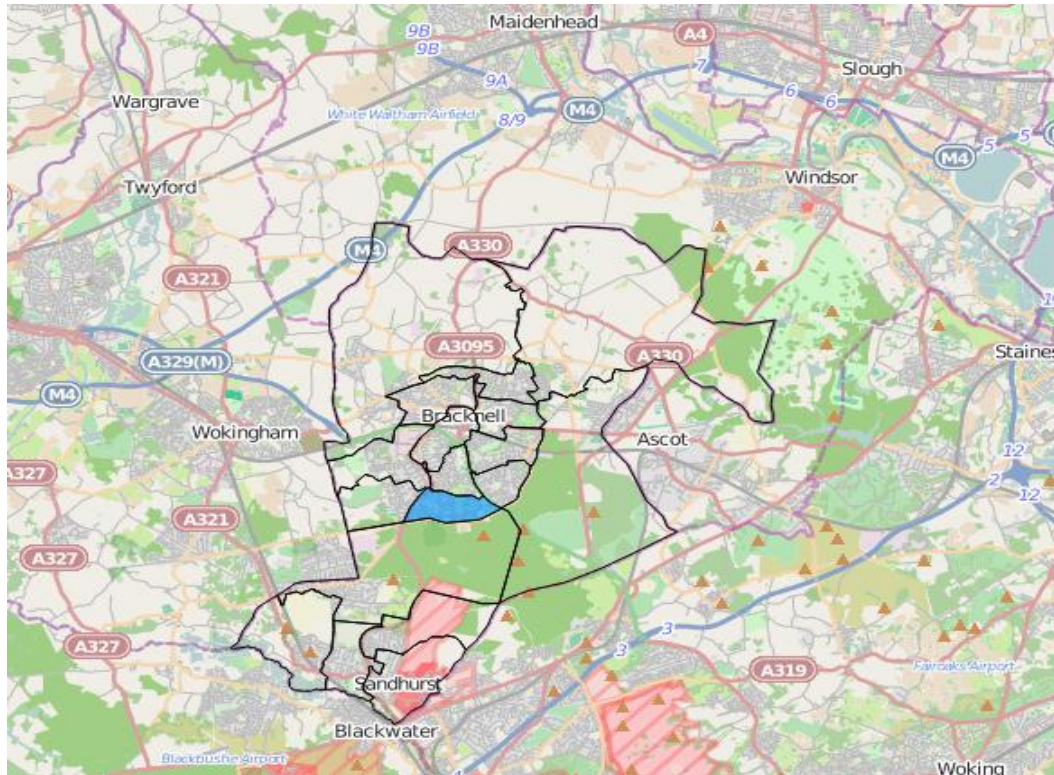 Maidenhead
9B
9B
A4
7
Slough
9A
6
6
Wargrave
White Waltham Airfield
8/9
M4
5
5
M4
Twyford
Windsor
M4
A330
A321
A3095
A330
A329(M)
Staines
M4
Bracknell
Wokingham
Ascot
12
A327
2
12
A321
A327
3
3
A327
A319
Fairoaks Airport
Sandhurst
Blackwater
Blackbushe Airport
4
Woking